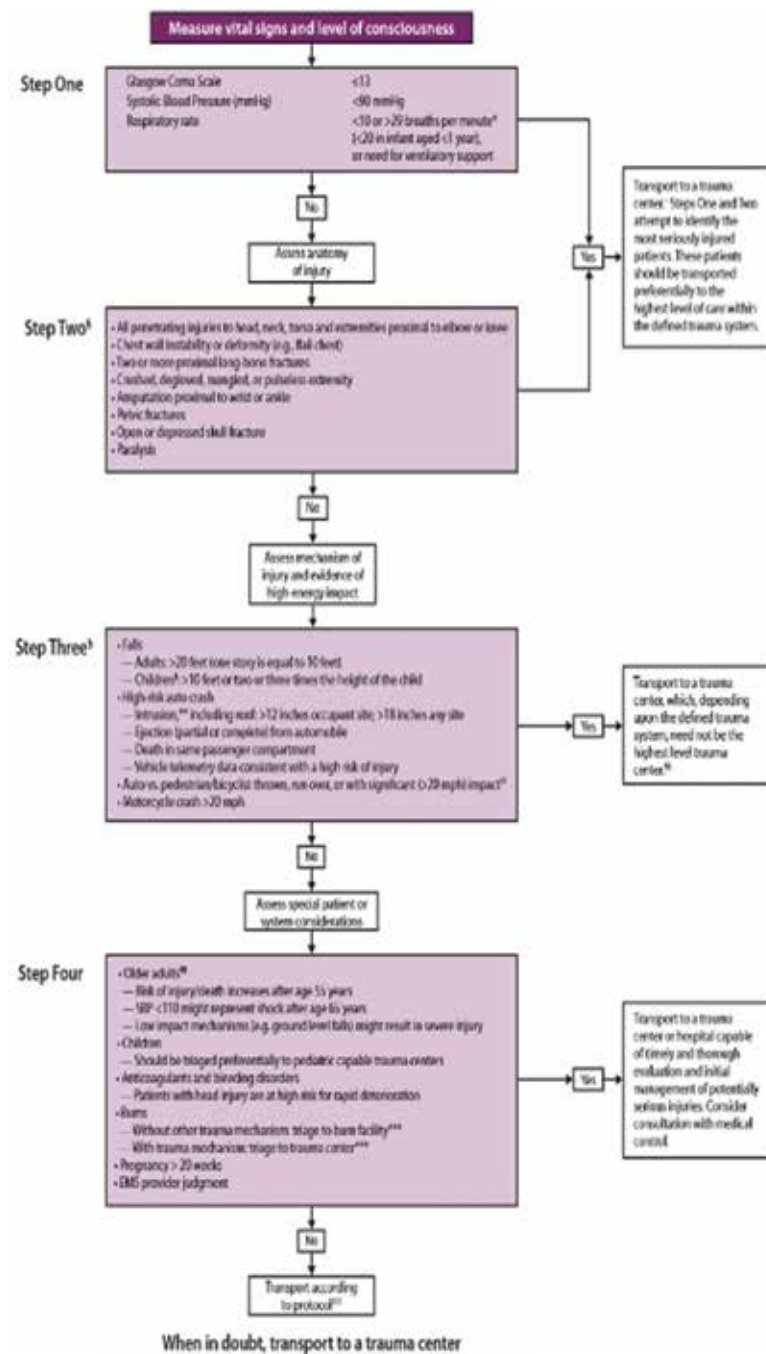 Measure vital signs and level of consciousness
Step One
Glasgow Coma Scale <13
Systolic Blood Pressure (mmHg) <90 mmHg
Respiratory rate <10 or >29 breaths per minute*
(<20 in infant aged <1 year),
or need for ventilatory support
No
Assess anatomy
of injury
Yes
Transport to a trauma
center. Steps One and Two
attempt to identify the
most seriously injured
patients. These patients
should be transported
preferentially to the
highest level of care within
the defined trauma system.
Step Two§
• All penetrating injuries to head, neck, torso and extremities proximal to elbow or knee
• Chest wall instability or deformity (e.g., flail chest)
• Two or more proximal long-bone fractures
• Crushed, degloved, mangled, or pulseless extremity
• Amputation proximal to wrist or ankle
• Pelvic fractures
• Open or depressed skull fracture
• Paralysis
No
Assess mechanism of
injury and evidence of
high-energy impact
Step Three§
• Falls
— Adults: >20 feet (one story is equal to 10 feet)
— Children: >10 feet or two or three times the height of the child
• High-risk auto crash
— Intrusion,** including roof: >12 inches occupant site; >18 inches any site
— Ejection (partial or complete) from automobile
— Death in same passenger compartment
— Vehicle telemetry data consistent with a high risk of injury
• Auto vs. pedestrian/bicyclist thrown, run over, or with significant (>20 mph) impact
• Motorcycle crash >20 mph
Yes
Transport to a trauma
center, which, depending
upon the defined trauma
system, need not be the
highest level trauma
center.
No
Assess special patient or
system considerations
Step Four
• Older adults
— Risk of injury/death increases after age 55 years
— SBP <110 might represent shock after age 65 years
— Low impact mechanisms (e.g. ground level falls) might result in severe injury
• Children
— Should be triaged preferentially to pediatric capable trauma centers
• Anticoagulants and bleeding disorders
— Patients with head injury are at high risk for rapid deterioration
• Burns
— Without other trauma mechanism: triage to burn facility***
— With trauma mechanism: triage to trauma center***
• Pregnancy > 20 weeks
• EMS provider judgment
Yes
Transport to a trauma
center or hospital capable
of timely and thorough
evaluation and initial
management of potentially
serious injuries. Consider
consultation with medical
control.
No
Transport according
to protocol
When in doubt, transport to a trauma center